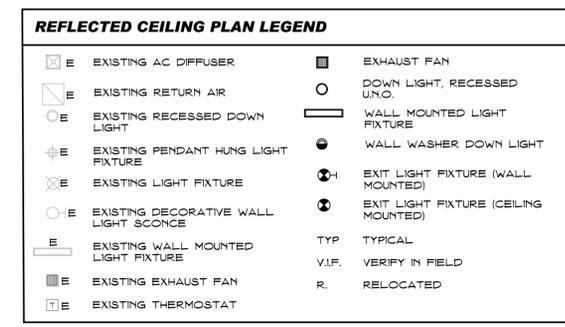 REFLECTED CEILING PLAN LEGEND
E EXISTING AC DIFFUSER
E EXISTING RETURN AIR
E EXISTING RECESSED DOWN
LIGHT
E EXISTING PENDANT HUNG LIGHT
FIXTURE
E EXISTING LIGHT FIXTURE
E EXISTING DECORATIVE WALL
LIGHT SCONCE
E EXISTING WALL MOUNTED
LIGHT FIXTURE
E EXISTING EXHAUST FAN
T E EXISTING THERMOSTAT
EXHAUST FAN
DOWN LIGHT, RECESSED
U.N.O.
WALL MOUNTED LIGHT
FIXTURE
WALL WASHER DOWN LIGHT
EXIT LIGHT FIXTURE (WALL
MOUNTED)
EXIT LIGHT FIXTURE (CEILING
MOUNTED)
TYP TYPICAL
V.I.F. VERIFY IN FIELD
R. RELOCATED